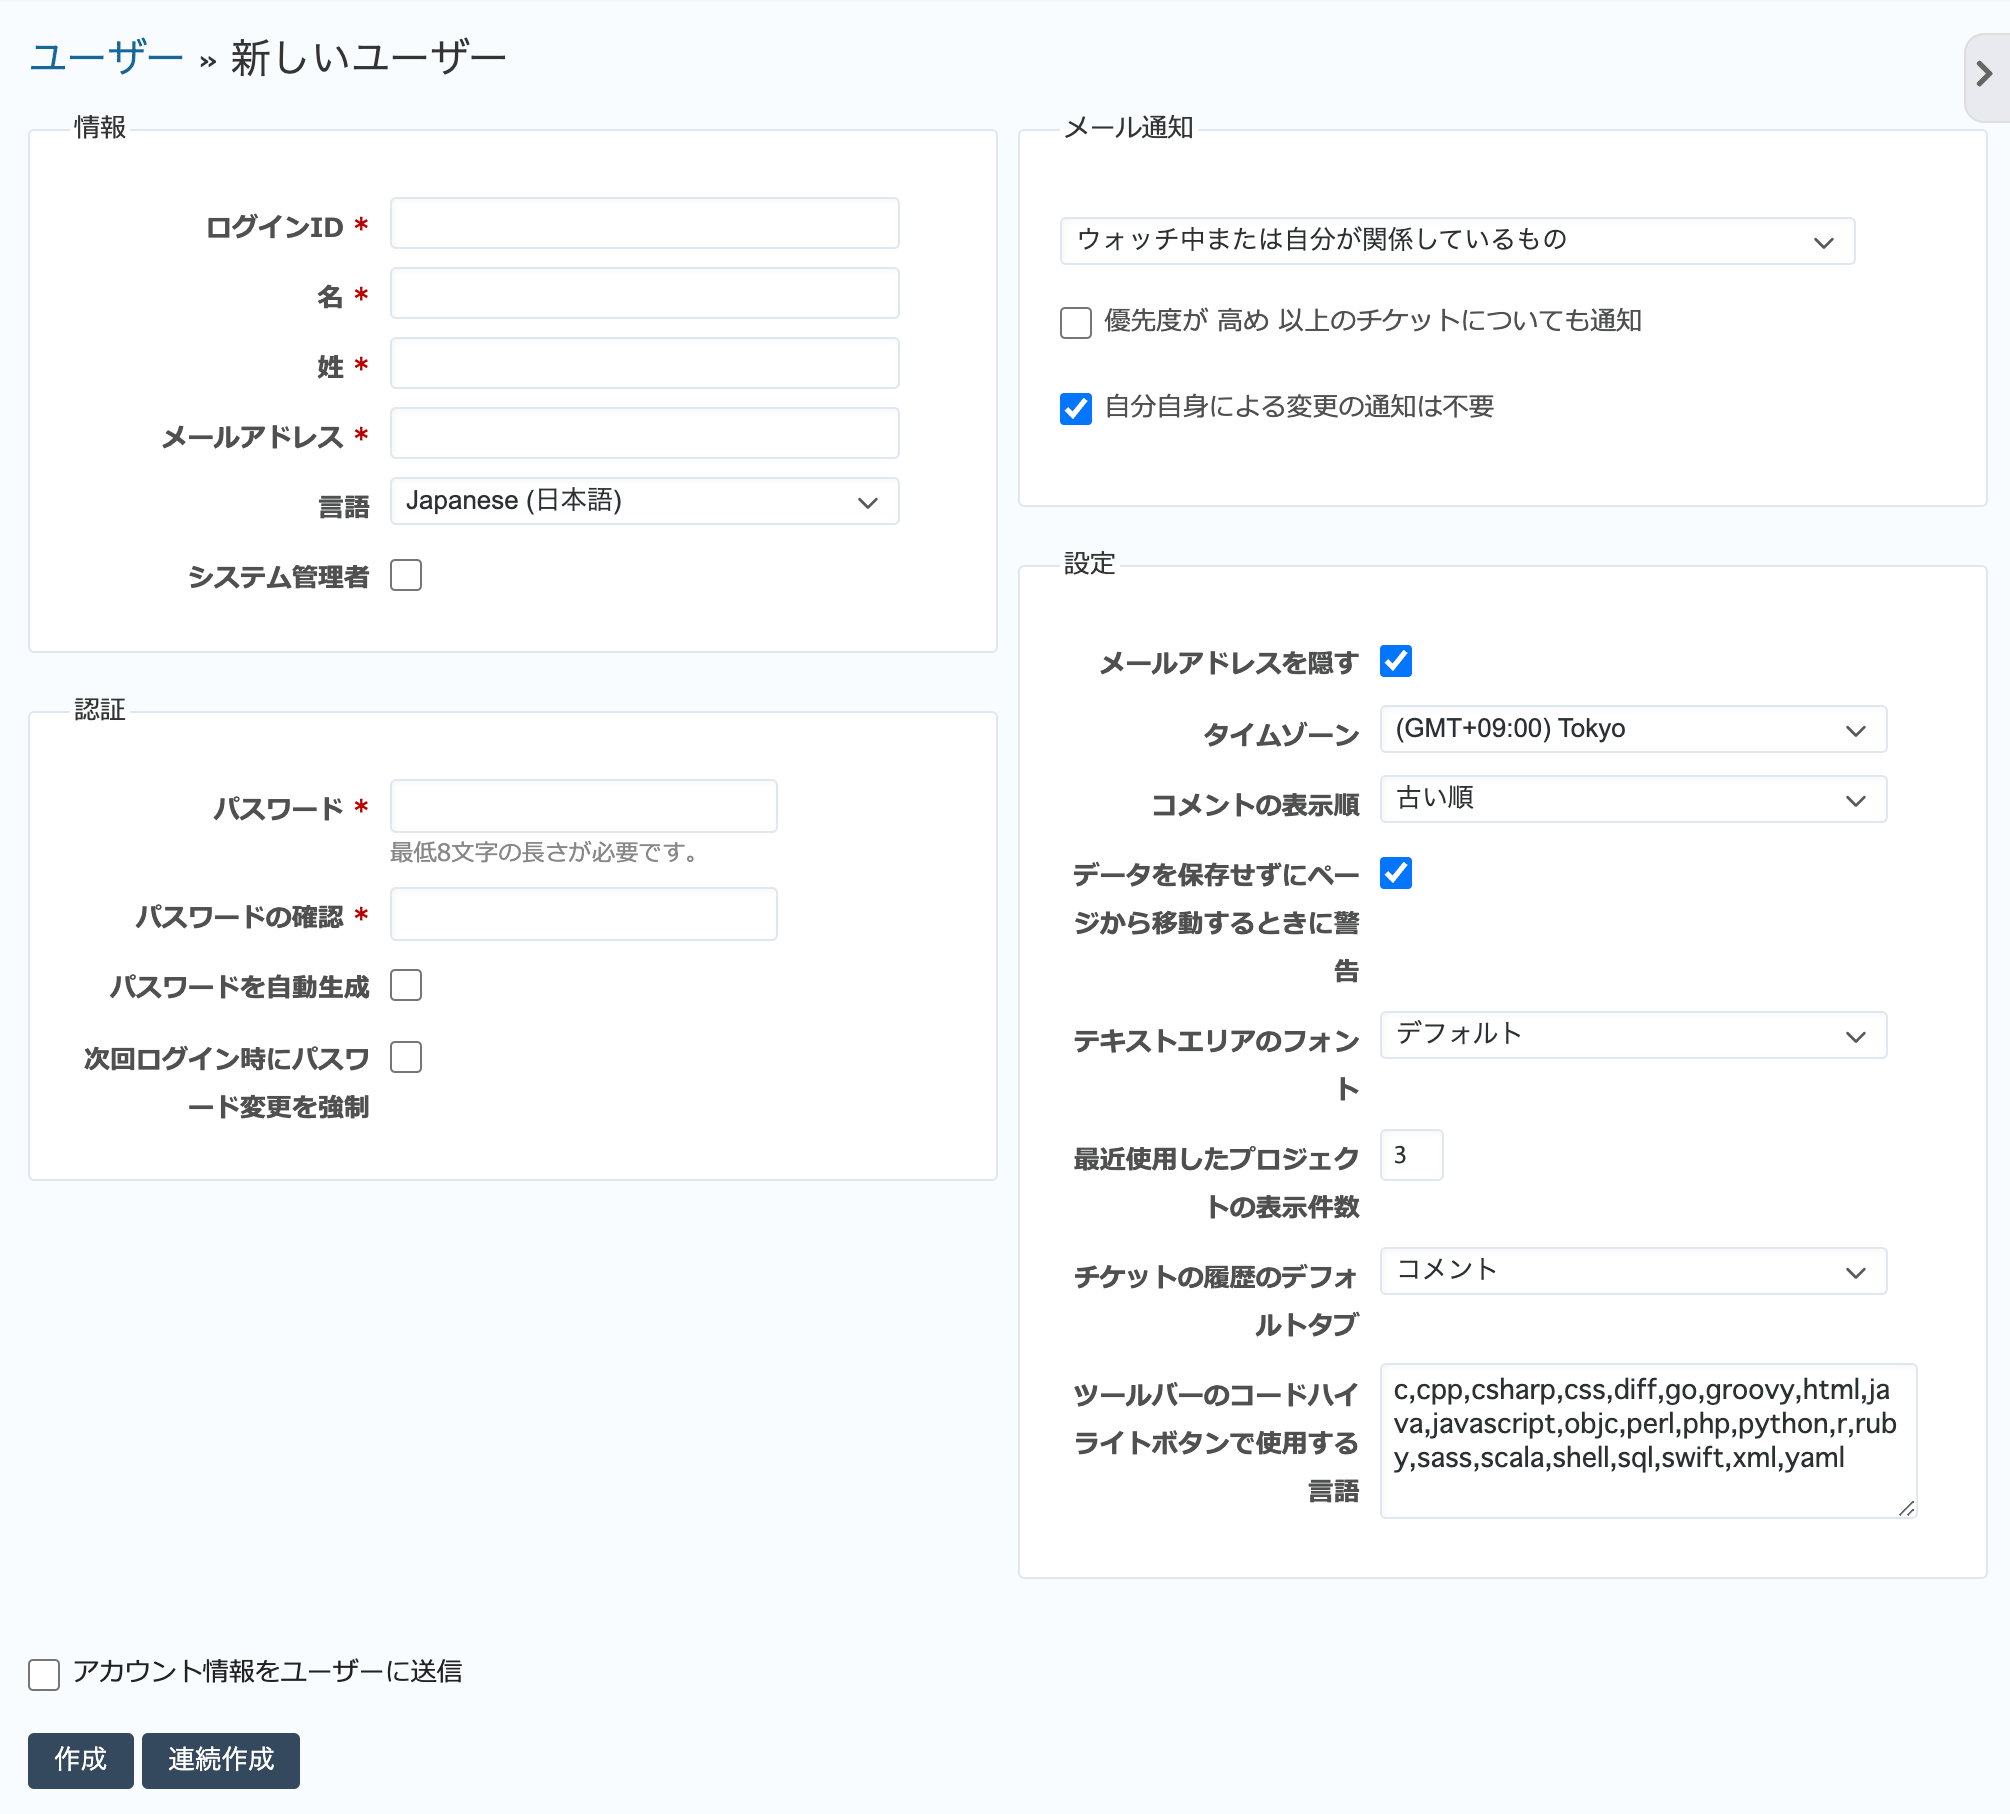 ユーザー » 新しいユーザー
情報
ログインID *
名 *
姓 *
メールアドレス *
言語 Japanese (日本語)
システム管理者
認証
パスワード *
最低8文字の長さが必要です。
パスワードの確認 *
パスワードを自動生成
次回ログイン時にパスワ
ード変更を強制
メール通知
ウォッチ中または自分が関係しているもの
優先度が 高め 以上のチケットについても通知
自分自身による変更の通知は不要
設定
メールアドレスを隠す
タイムゾーン (GMT+09:00) Tokyo
コメントの表示順 古い順
データを保存せずにペー
ジから移動するときに警
告
テキストエリアのフォン デフォルト
ト
最近使用したプロジェク 3
トの表示件数
チケットの履歴のデフォ コメント
ルトタブ
ツールバーのコードハイ
ライトボタンで使用する
言語
c,cpp,csharp,css,diff,go,groovy,html,ja
va,javascript,objc,perl,php,python,r,rub
y,sass,scala,shell,sql,swift,xml,yaml
アカウント情報をユーザーに送信
作成 連続作成